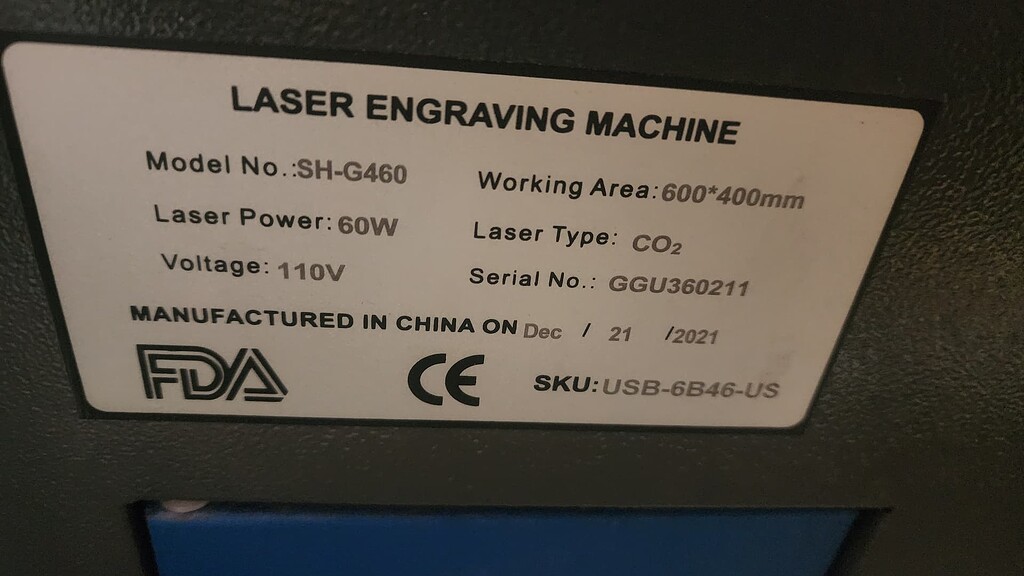 LASER ENGRAVING MACHINE
Model No.:SH-G460 Working Area:600*400mm
Laser Power:60W Laser Type: CO₂
Voltage: 110V Serial No.: GGU360211
MANUFACTURED IN CHINA ON Dec / 21 /2021
FDA CE SKU:USB-6B46-US